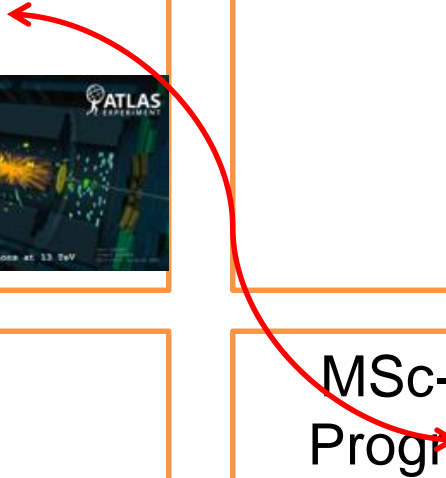 ATLAS
EXPERIMENT
ons at 13 TeV
MSc-
Progr